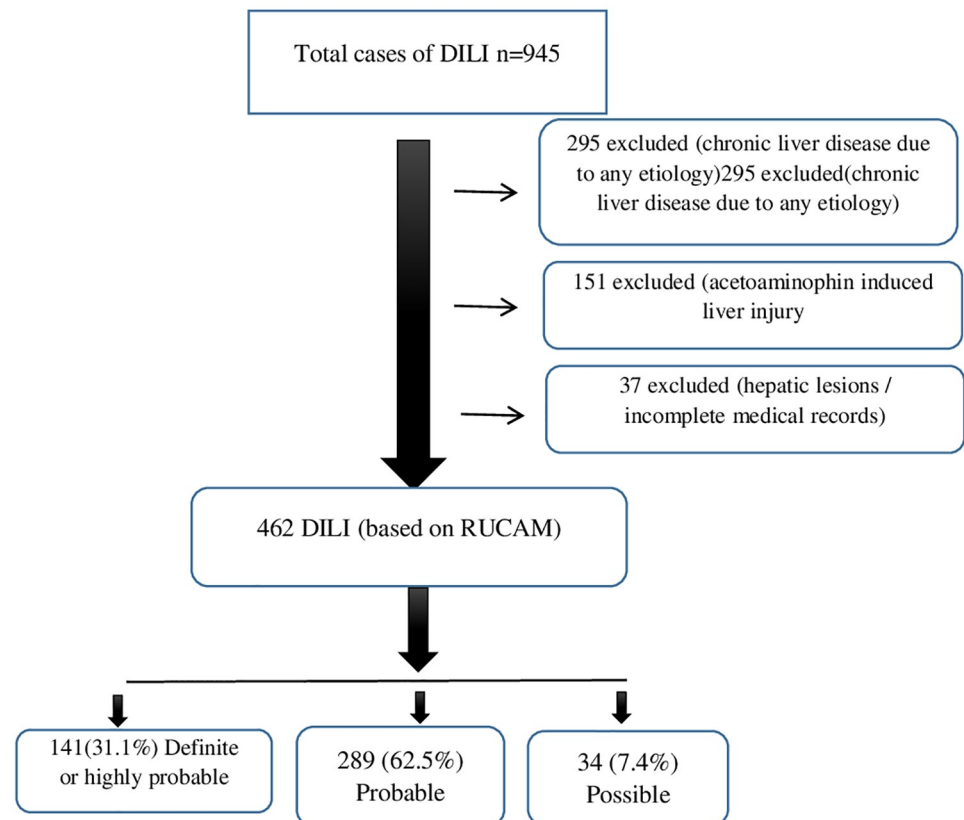 Total cases of DILI n=945
295 excluded (chronic liver disease due
to any etiology)295 excluded(chronic
liver disease due to any etiology)
151 excluded (acetoaminophin induced
liver injury
37 excluded (hepatic lesions /
incomplete medical records)
462 DILI (based on RUCAM)
141(31.1%) Definite
or highly probable
289 (62.5%)
Probable
34 (7.4%)
Possible